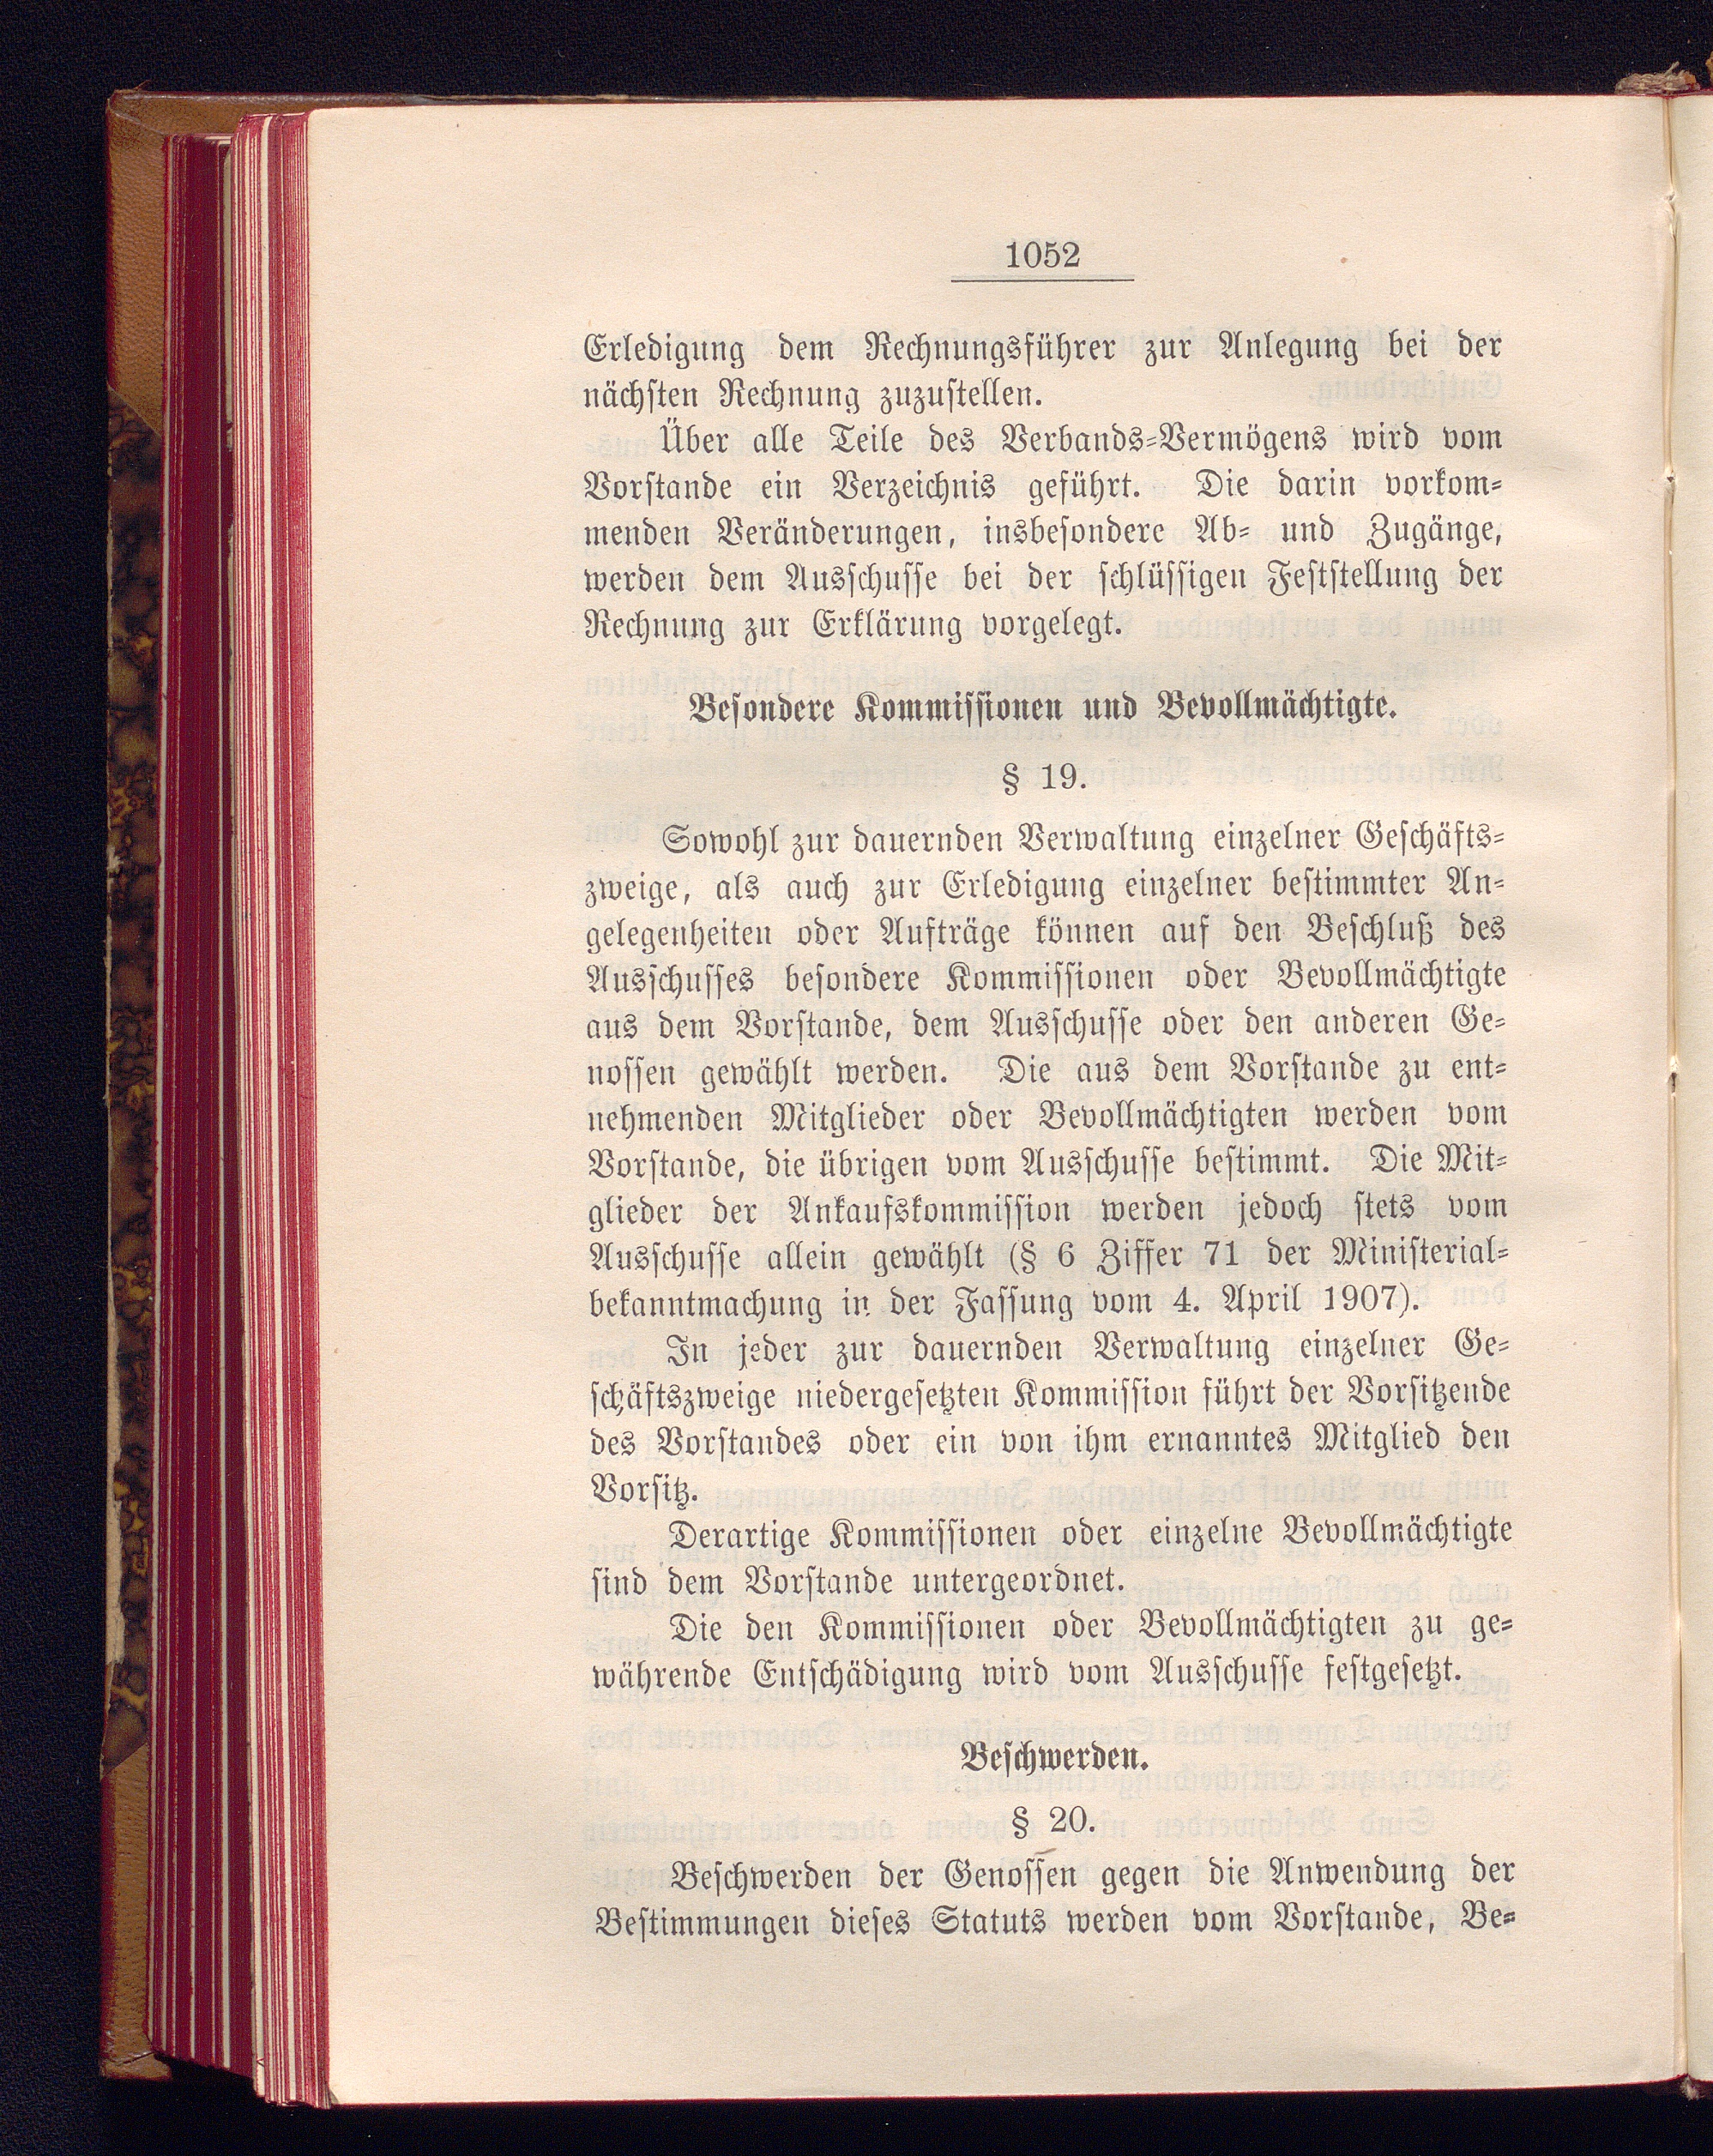 1052
Erledigung dem Rechnungsführer zur Anlegung bei der
nächsten Rechnung zuzustellen.
Über alle Teile des Verbands-Vermögens wird vom
Vorstande ein Verzeichnis geführt. Die darin vorkom-
menden Veränderungen, insbesondere Ab- und Zugänge,
werden dem Ausschusse bei der schlüssigen Feststellung der
Rechnung zur Erklärung vorgelegt.
Besondere Kommissionen und Bevollmächtigte.
§ 19.
Sowohl zur dauernden Verwaltung einzelner Geschäfts-
zweige, als auch zur Erledigung einzelner bestimmter An-
gelegenheiten oder Aufträge können auf den Beschluß des
Ausschusses besondere Kommissionen oder Bevollmächtigte
aus dem Vorstande, dem Ausschusse oder den anderen Ge-
nossen gewählt werden. Die aus dem Vorstande zu ent-
nehmenden Mitglieder oder Bevollmächtigten werden vom
Vorstande, die übrigen vom Ausschusse bestimmt. Die Mit-
glieder der Ankaufskommission werden jedoch stets vom
Ausschusse allein gewählt (§ 6 Ziffer 71 der Ministerial-
bekanntmachung in der Fassung vom 4. April 1907).
In jeder zur dauernden Verwaltung einzelner Ge-
schäftszweige niedergesetzten Kommission führt der Vorsitzende
des Vorstandes oder ein von ihm ernanntes Mitglied den
Vorsitz.
Derartige Kommissionen oder einzelne Bevollmächtigte
sind dem Vorstande untergeordnet.
Die den Kommissionen oder Bevollmächtigten zu ge-
währende Entschädigung wird vom Ausschusse festgesetzt.
Beschwerden.
§ 20.
Beschwerden der Genossen gegen die Anwendung der
Bestimmungen dieses Statuts werden vom Vorstande, Be-